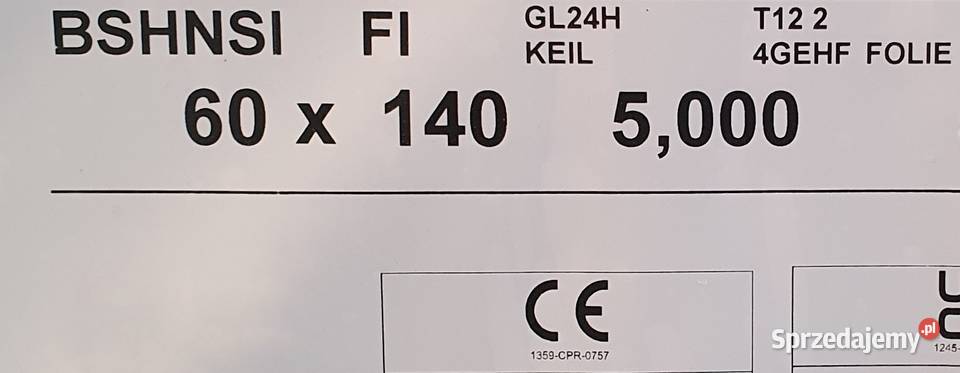 BSHNSI FI GL24H T12 2
KEIL 4GEHF FOLIE
60 x 140 5,000
CE
1359-CPR-0757
1245-
Sprzedajemy.pl